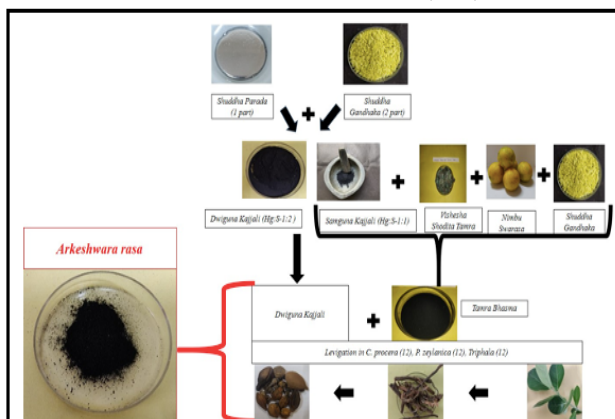 Shuddha Parada
(1 part)
Shuddha
Gandhaka (2 part)
Dwiguna Kajjali (Hg:S-1:2 )
Samguna Kajjali (Hg:S-1:1)
Vishesha
Shodita Tamra
Nimbu
Swarasa
Shuddha
Gandhaka
Arkeshwara rasa
Dwiguna Kajjali
Tamra Bhasma
Levigation in C. procera (12), P. zeylanica (12), Triphala (12)